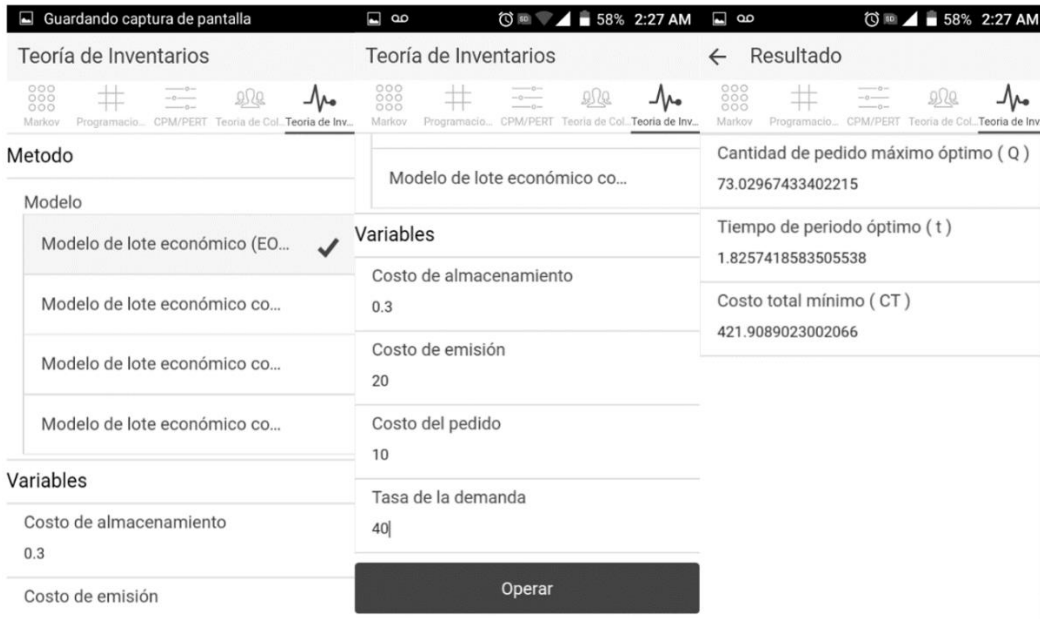 Guardando captura de pantalla
Teoría de Inventarios
Markov Programacio... CPM/PERT Teoria de Col... Teoria de Inv...
Metodo
Modelo
Modelo de lote económico (EO...
Modelo de lote económico co...
Modelo de lote económico co...
Modelo de lote económico co...
Variables
Costo de almacenamiento
0.3
Costo de emisión
58% 2:27 AM
Teoría de Inventarios
Markov Programacio... CPM/PERT Teoria de Col... Teoria de Inv...
Modelo de lote económico co...
Variables
Costo de almacenamiento
0.3
Costo de emisión
20
Costo del pedido
10
Tasa de la demanda
40
Operar
58% 2:27 AM
Resultado
Markov Programacio... CPM/PERT Teoria de Col... Teoria de Inv
Cantidad de pedido máximo óptimo ( Q )
73.02967433402215
Tiempo de periodo óptimo ( t )
1.8257418583505538
Costo total mínimo ( CT )
421.9089023002066